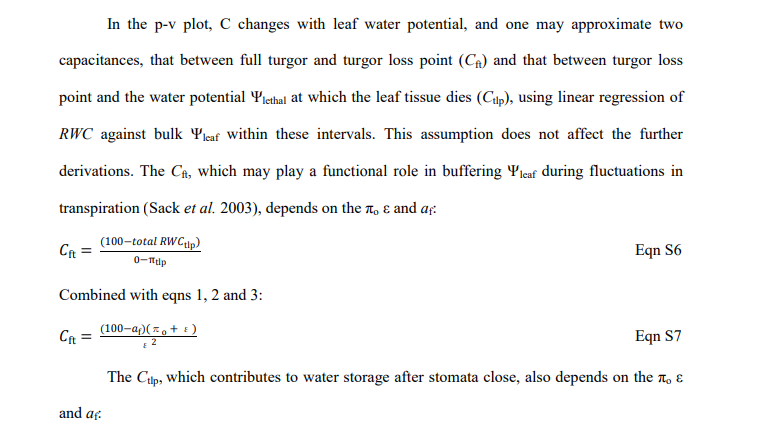 In the p-v plot, C changes with leaf water potential, and one may approximate two
capacitances, that between full turgor and turgor loss point (Cft) and that between turgor loss
point and the water potential Ψlethal at which the leaf tissue dies (Ctlp), using linear regression of
RWC against bulk Ψleaf within these intervals. This assumption does not affect the further
derivations. The Cft, which may play a functional role in buffering Ψleaf during fluctuations in
transpiration (Sack et al. 2003), depends on the πo ε and af:
Cft = (100−total RWCtlp) / 0−πtlp Eqn S6
Combined with eqns 1, 2 and 3:
Cft = (100−af)(πo + ε) / ε² Eqn S7
The Ctlp, which contributes to water storage after stomata close, also depends on the πo ε
and af: